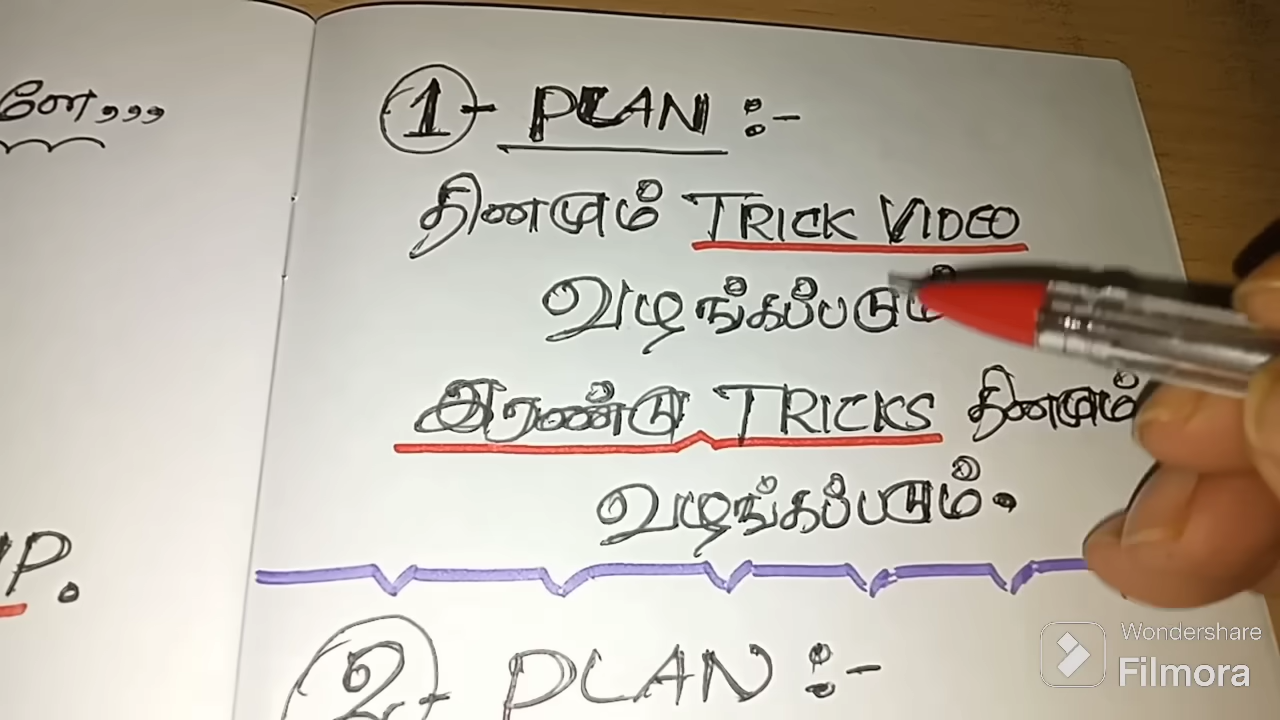 னே,,,
P.
1- PLAN :-
தினமும் TRICK VIDEO
வழங்கப்படும்
இரண்டு TRICKS தினமும்
வழங்கப்படும்.
2- PLAN :-
Wondershare
Filmora